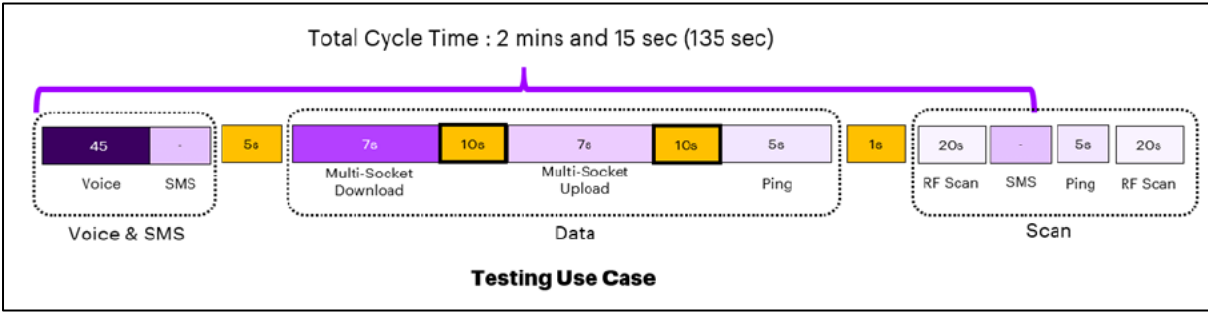 Total Cycle Time : 2 mins and 15 sec (135 sec)
45 - 5s 7s 10s 7s 10s 5s 1s 20s - 5s 20s
Voice SMS Multi-Socket Download Multi-Socket Upload Ping RF Scan SMS Ping RF Scan
Voice & SMS Data Scan
Testing Use Case